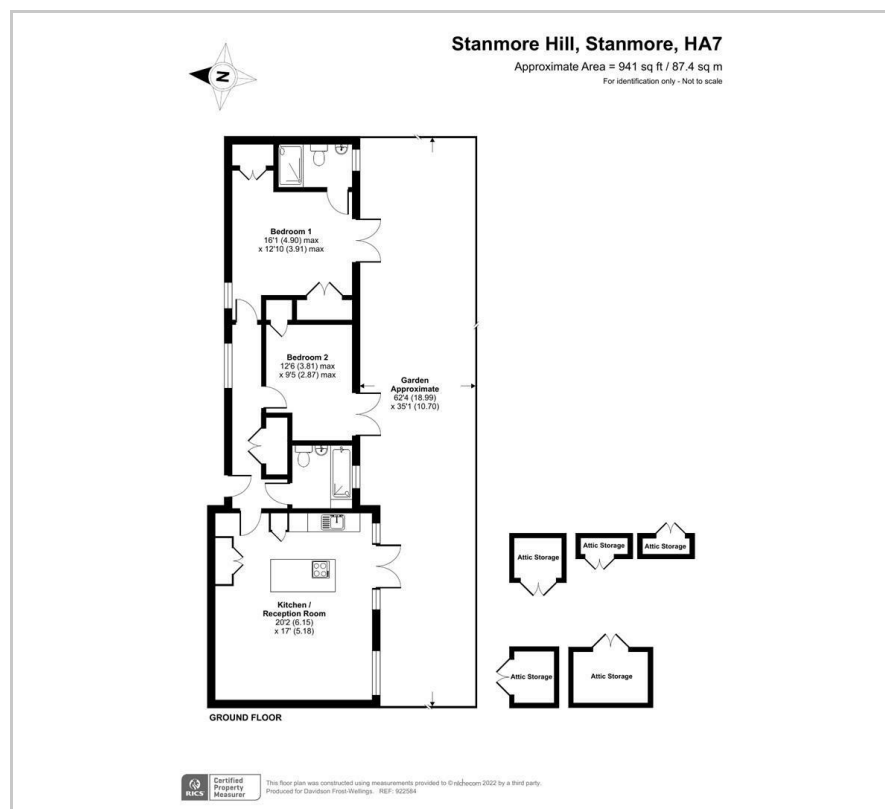 Stanmore Hill, Stanmore, HA7
Approximate Area = 941 sq ft / 87.4 sq m
For identification only - Not to scale
N
Bedroom 1
16'1 (4.90) max
x 12'10 (3.91) max
Bedroom 2
12'6 (3.81) max
x 9'5 (2.87) max
Garden
Approximate
62'4 (18.99)
x 35'1 (10.70)
Kitchen /
Reception Room
20'2 (6.15)
x 17' (5.18)
Attic Storage
Attic Storage
Attic Storage
Attic Storage
Attic Storage
GROUND FLOOR
RICS
Certified
Property
Measurer
This floor plan was constructed using measurements provided to © nichecom 2022 by a third party.
Produced for Davidson Frost-Wellings. REF: 922584